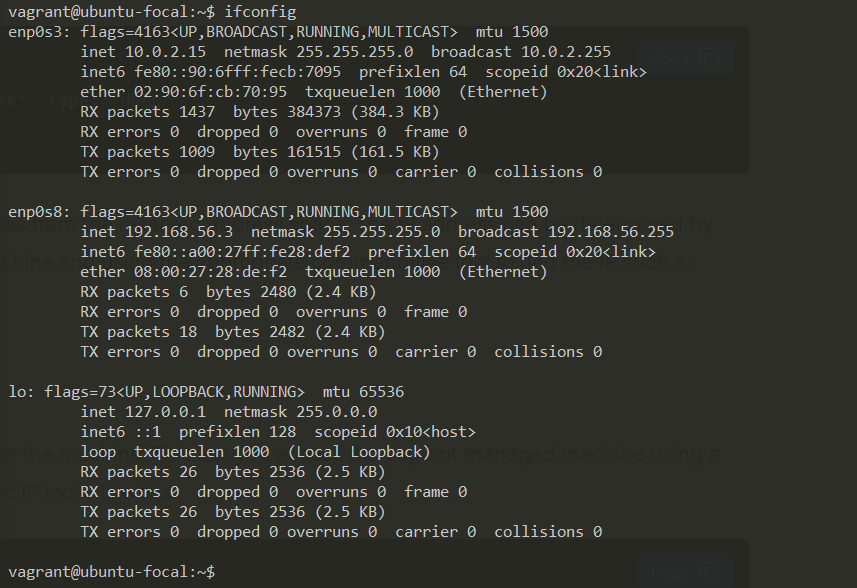 vagrant@ubuntu-focal:~$ ifconfig
enp0s3: flags=4163<UP,BROADCAST,RUNNING,MULTICAST>  mtu 1500
        inet 10.0.2.15  netmask 255.255.255.0  broadcast 10.0.2.255
        inet6 fe80::90:6fff:fecb:7095  prefixlen 64  scopeid 0x20<link>
        ether 02:90:6f:cb:70:95  txqueuelen 1000  (Ethernet)
        RX packets 1437  bytes 384373 (384.3 KB)
        RX errors 0  dropped 0  overruns 0  frame 0
        TX packets 1009  bytes 161515 (161.5 KB)
        TX errors 0  dropped 0 overruns 0  carrier 0  collisions 0
enp0s8: flags=4163<UP,BROADCAST,RUNNING,MULTICAST>  mtu 1500
        inet 192.168.56.3  netmask 255.255.255.0  broadcast 192.168.56.255
        inet6 fe80::a00:27ff:fe28:def2  prefixlen 64  scopeid 0x20<link>
        ether 08:00:27:28:de:f2  txqueuelen 1000  (Ethernet)
        RX packets 6  bytes 2480 (2.4 KB)
        RX errors 0  dropped 0  overruns 0  frame 0
        TX packets 18  bytes 2482 (2.4 KB)
        TX errors 0  dropped 0 overruns 0  carrier 0  collisions 0
lo: flags=73<UP,LOOPBACK,RUNNING>  mtu 65536
        inet 127.0.0.1  netmask 255.0.0.0
        inet6 ::1  prefixlen 128  scopeid 0x10<host>
        loop  txqueuelen 1000  (Local Loopback)
        RX packets 26  bytes 2536 (2.5 KB)
        RX errors 0  dropped 0  overruns 0  frame 0
        TX packets 26  bytes 2536 (2.5 KB)
        TX errors 0  dropped 0 overruns 0  carrier 0  collisions 0
vagrant@ubuntu-focal:~$
Copy
Copy